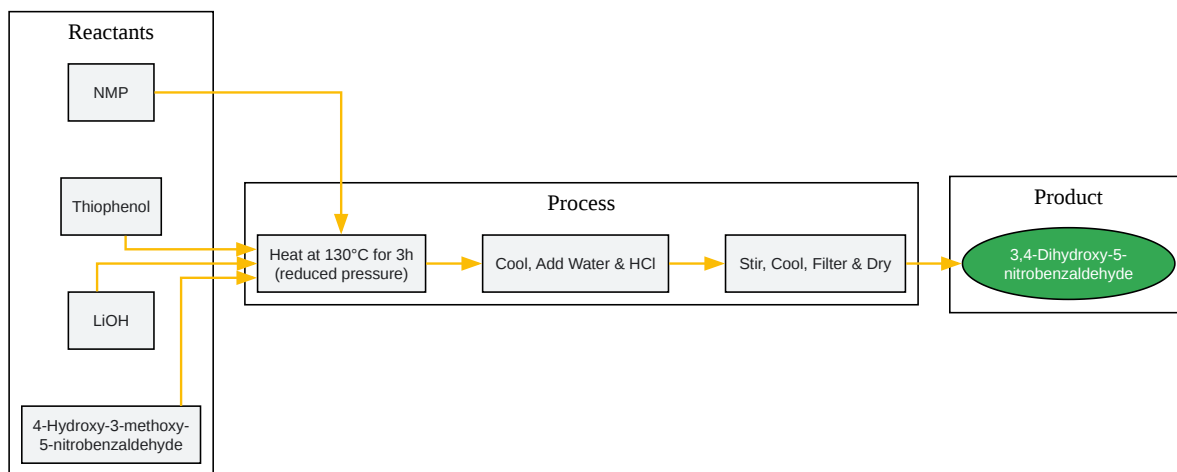 Reactants
NMP
Thiophenol
LiOH
4-Hydroxy-3-methoxy-
5-nitrobenzaldehyde
Process
Heat at 130°C for 3h
(reduced pressure)
Cool, Add Water & HCl
Stir, Cool, Filter & Dry
Product
3,4-Dihydroxy-5-
nitrobenzaldehyde